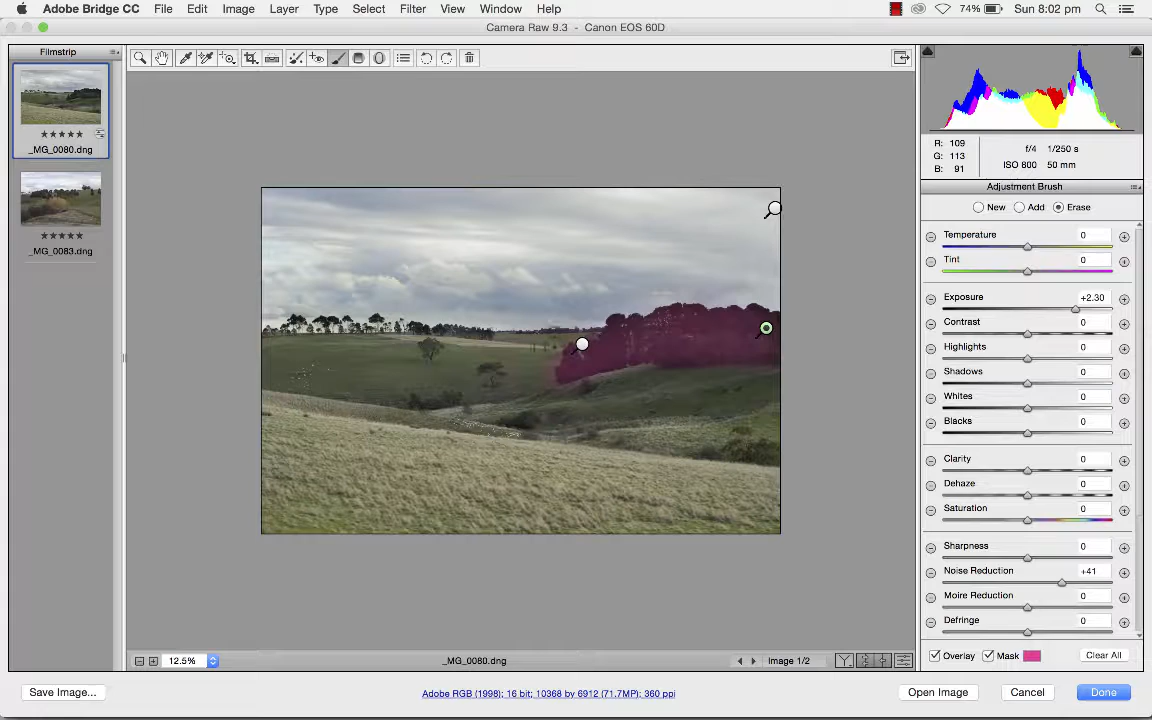 Adobe Bridge CC File Edit Image Layer Type Select Filter View Window Help 74% Sun 8:02 pm
Camera Raw 9.3 - Canon EOS 60D
Filmstrip
_MG_0080.dng
_MG_0083.dng
R: 109
G: 113
B: 91
f/4 1/250 s
ISO 800 50 mm
Adjustment Brush
New Add Erase
Temperature 0
Tint 0
Exposure +2.30
Contrast 0
Highlights 0
Shadows 0
Whites 0
Blacks 0
Clarity 0
Dehaze 0
Saturation 0
Sharpness 0
Noise Reduction +41
Moire Reduction 0
Defringe 0
Overlay Mask Clear All
12.5% _MG_0080.dng Image 1/2
Save Image... Adobe RGB (1998); 16 bit; 10368 by 6912 (71.7MP); 360 ppi Open Image Cancel Done